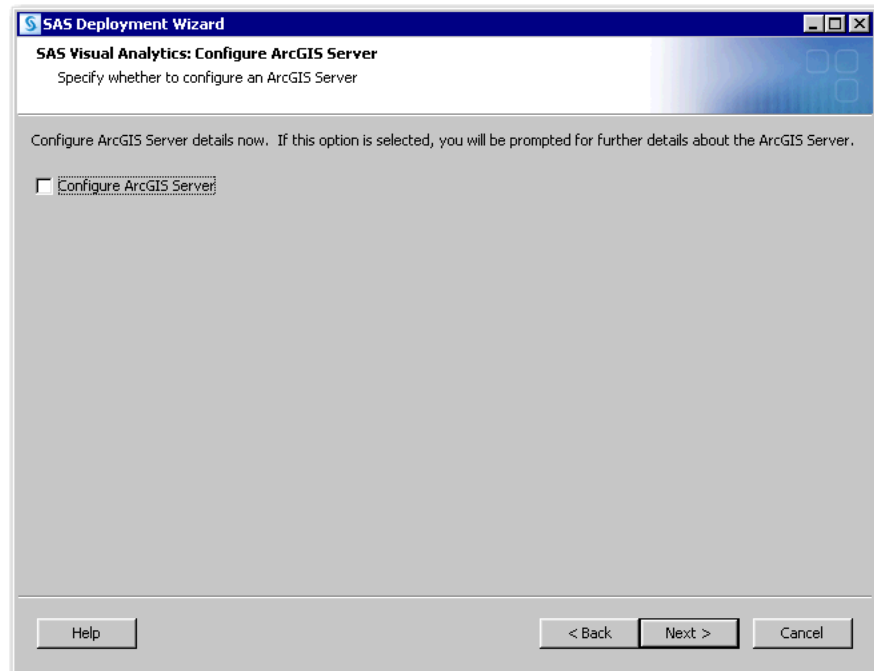 SAS Deployment Wizard
SAS Visual Analytics: Configure ArcGIS Server
Specify whether to configure an ArcGIS Server
Configure ArcGIS Server details now.  If this option is selected, you will be prompted for further details about the ArcGIS Server.
Configure ArcGIS Server
Help
< Back
Next >
Cancel